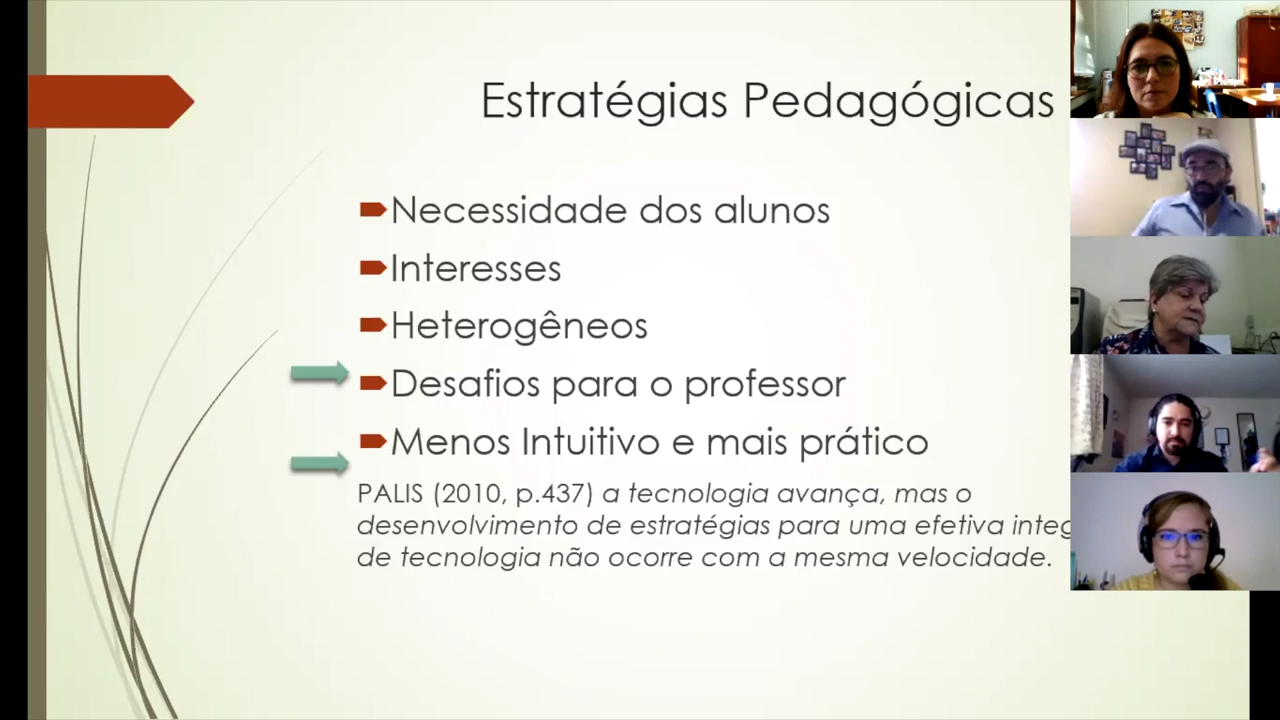 Estratégias Pedagógicas
Necessidade dos alunos
Interesses
Heterogêneos
Desafios para o professor
Menos Intuitivo e mais prático
PALIS (2010, p.437) a tecnologia avança, mas o
desenvolvimento de estratégias para uma efetiva
de tecnologia não ocorre com a mesma velocidade.